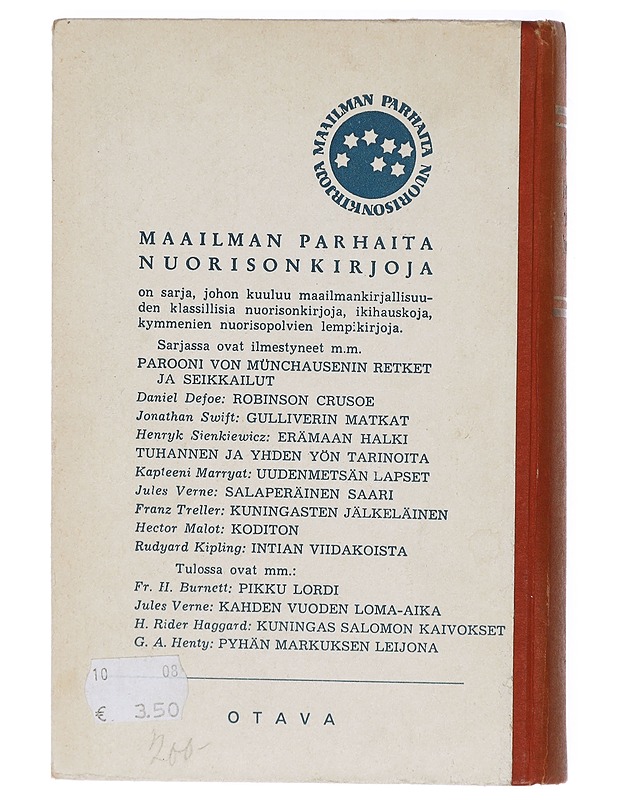 MAAILMAN PARHAITA NUORISONKIRJOJA
MAAILMAN PARHAITA
NUORISONKIRJOJA
on sarja, johon kuuluu maailmankirjallisuu-
den klassillisia nuorisonkirjoja, ikihauskoja,
kymmenien nuorisopolvien lempikirjoja.
Sarjassa ovat ilmestyneet m.m.
PAROONI VON MÜNCHAUSENIN RETKET
JA SEIKKAILUT
Daniel Defoe: ROBINSON CRUSOE
Jonathan Swift: GULLIVERIN MATKAT
Henryk Sienkiewicz: ERÄMAAN HALKI
TUHANNEN JA YHDEN YÖN TARINOITA
Kapteeni Marryat: UUDENMETSÄN LAPSET
Jules Verne: SALAPERÄINEN SAARI
Franz Treller: KUNINGASTEN JÄLKELÄINEN
Hector Malot: KODITON
Rudyard Kipling: INTIAN VIIDAKOISTA
Tulossa ovat mm.:
Fr. H. Burnett: PIKKU LORDI
Jules Verne: KAHDEN VUODEN LOMA-AIKA
H. Rider Haggard: KUNINGAS SALOMON KAIVOKSET
G. A. Henty: PYHÄN MARKUKSEN LEIJONA
10 08
€ 3.50
OTAVA
200-